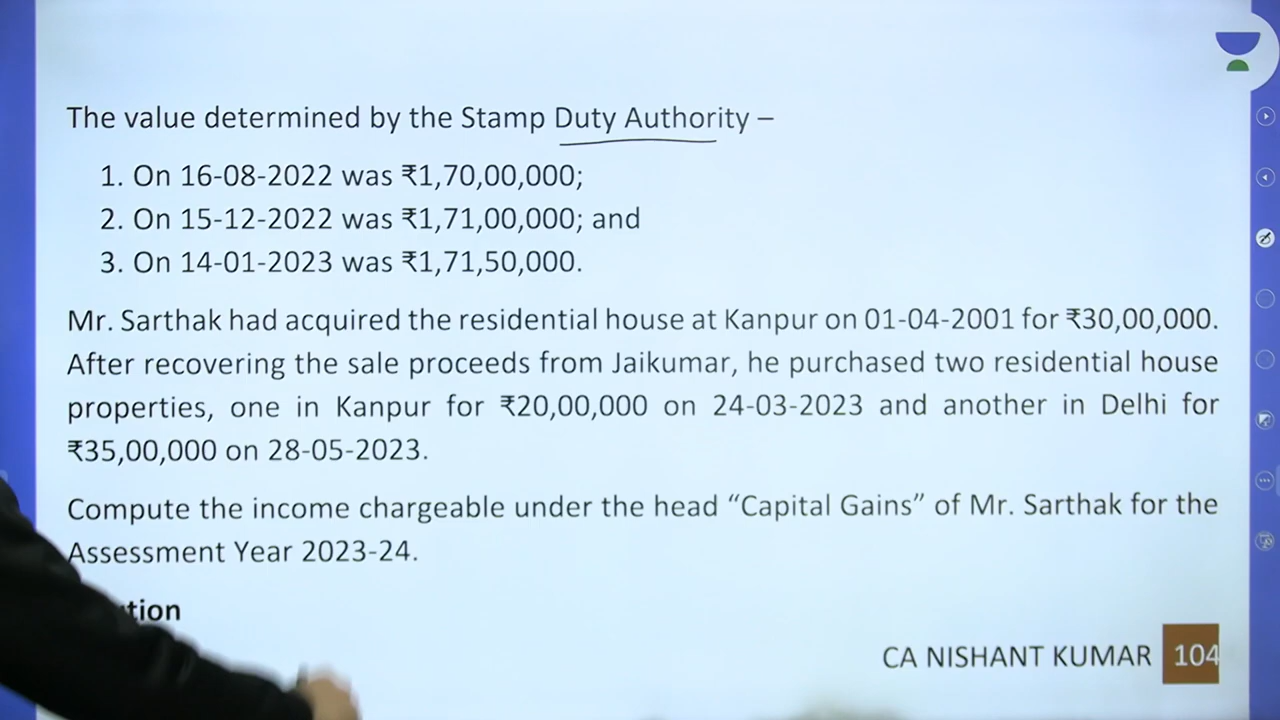 The value determined by the Stamp Duty Authority –
1. On 16-08-2022 was ₹1,70,00,000;
2. On 15-12-2022 was ₹1,71,00,000; and
3. On 14-01-2023 was ₹1,71,50,000.
Mr. Sarthak had acquired the residential house at Kanpur on 01-04-2001 for ₹30,00,000.
After recovering the sale proceeds from Jaikumar, he purchased two residential house
properties, one in Kanpur for ₹20,00,000 on 24-03-2023 and another in Delhi for
₹35,00,000 on 28-05-2023.
Compute the income chargeable under the head “Capital Gains” of Mr. Sarthak for the
Assessment Year 2023-24.
tion
CA NISHANT KUMAR 104